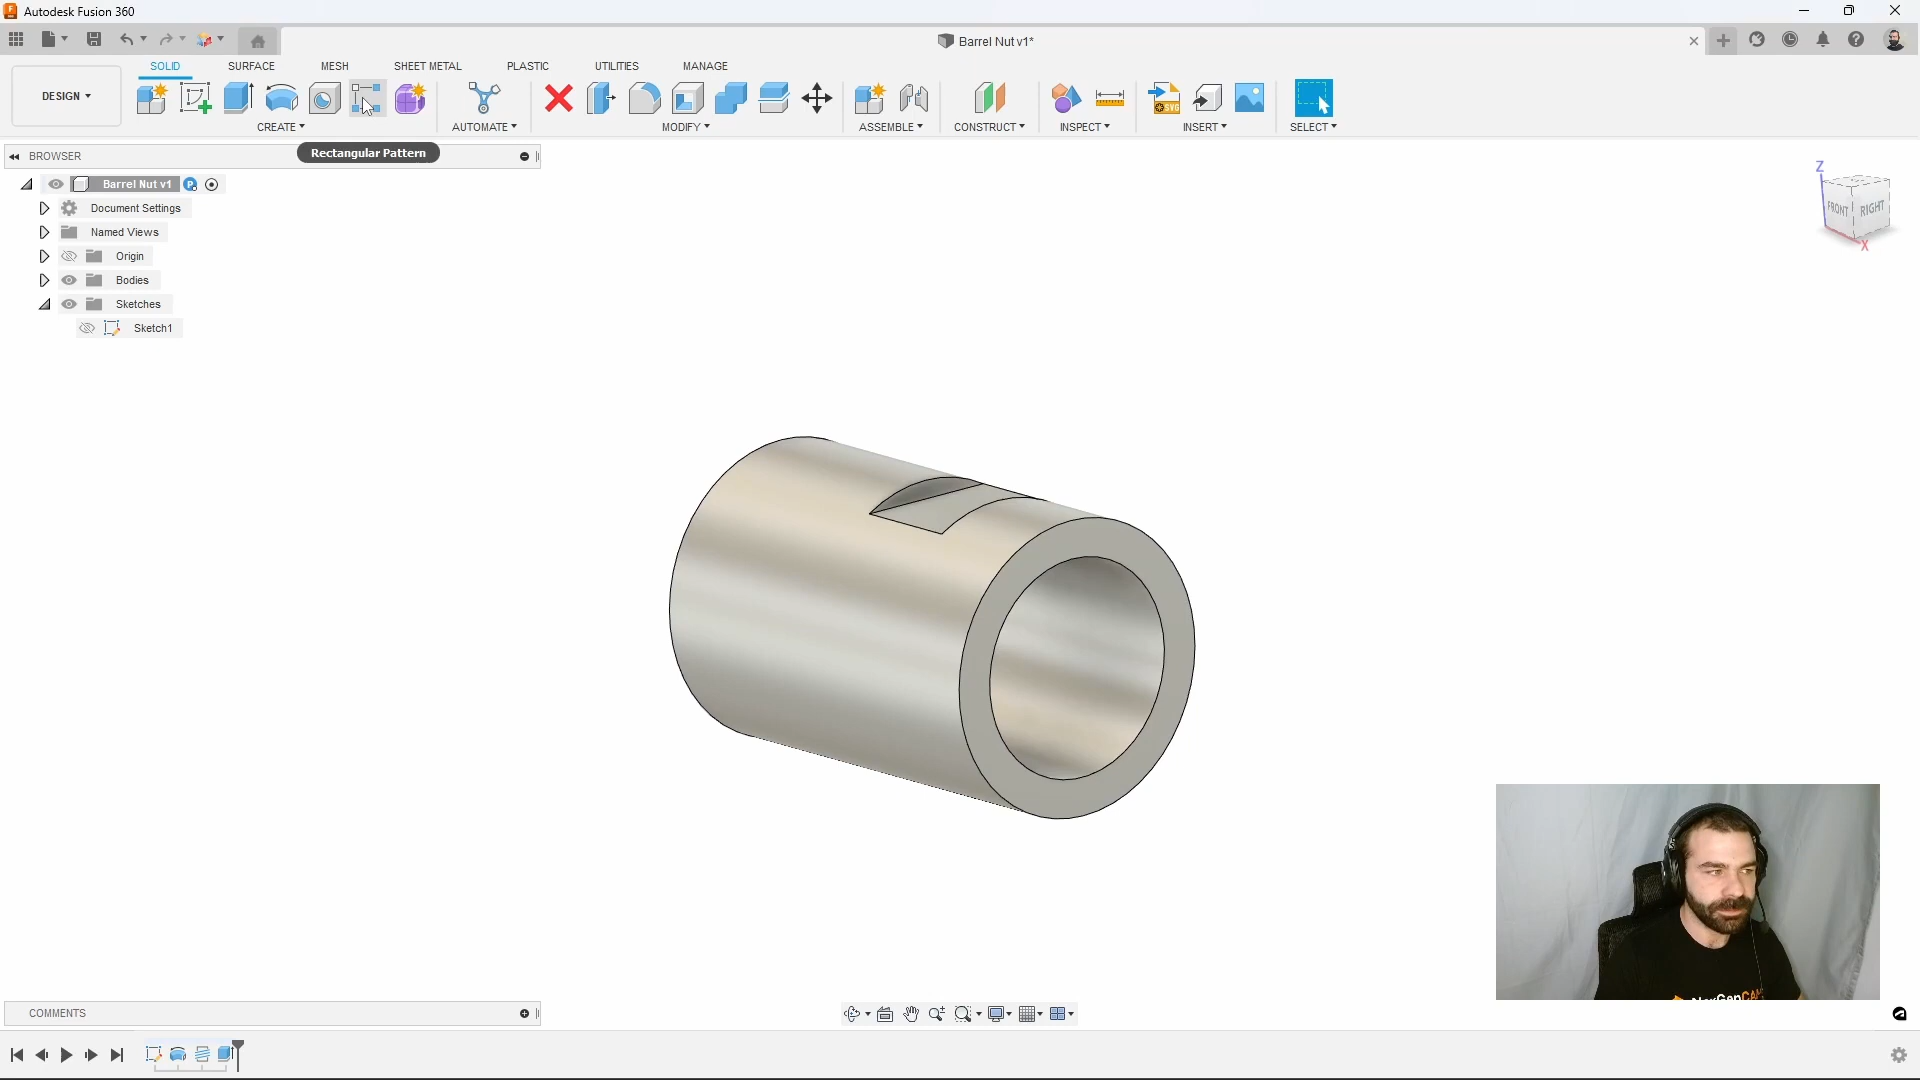 Autodesk Fusion 360
Barrel Nut v1*
DESIGN
SOLID
SURFACE
MESH
SHEET METAL
PLASTIC
UTILITIES
MANAGE
CREATE
AUTOMATE
MODIFY
ASSEMBLE
CONSTRUCT
INSPECT
INSERT
SELECT
SVG
BROWSER
Rectangular Pattern
Barrel Nut v1
P
Document Settings
Named Views
Origin
Bodies
Sketches
Sketch1
Z
FRONT
RIGHT
X
NexGenCAM
COMMENTS